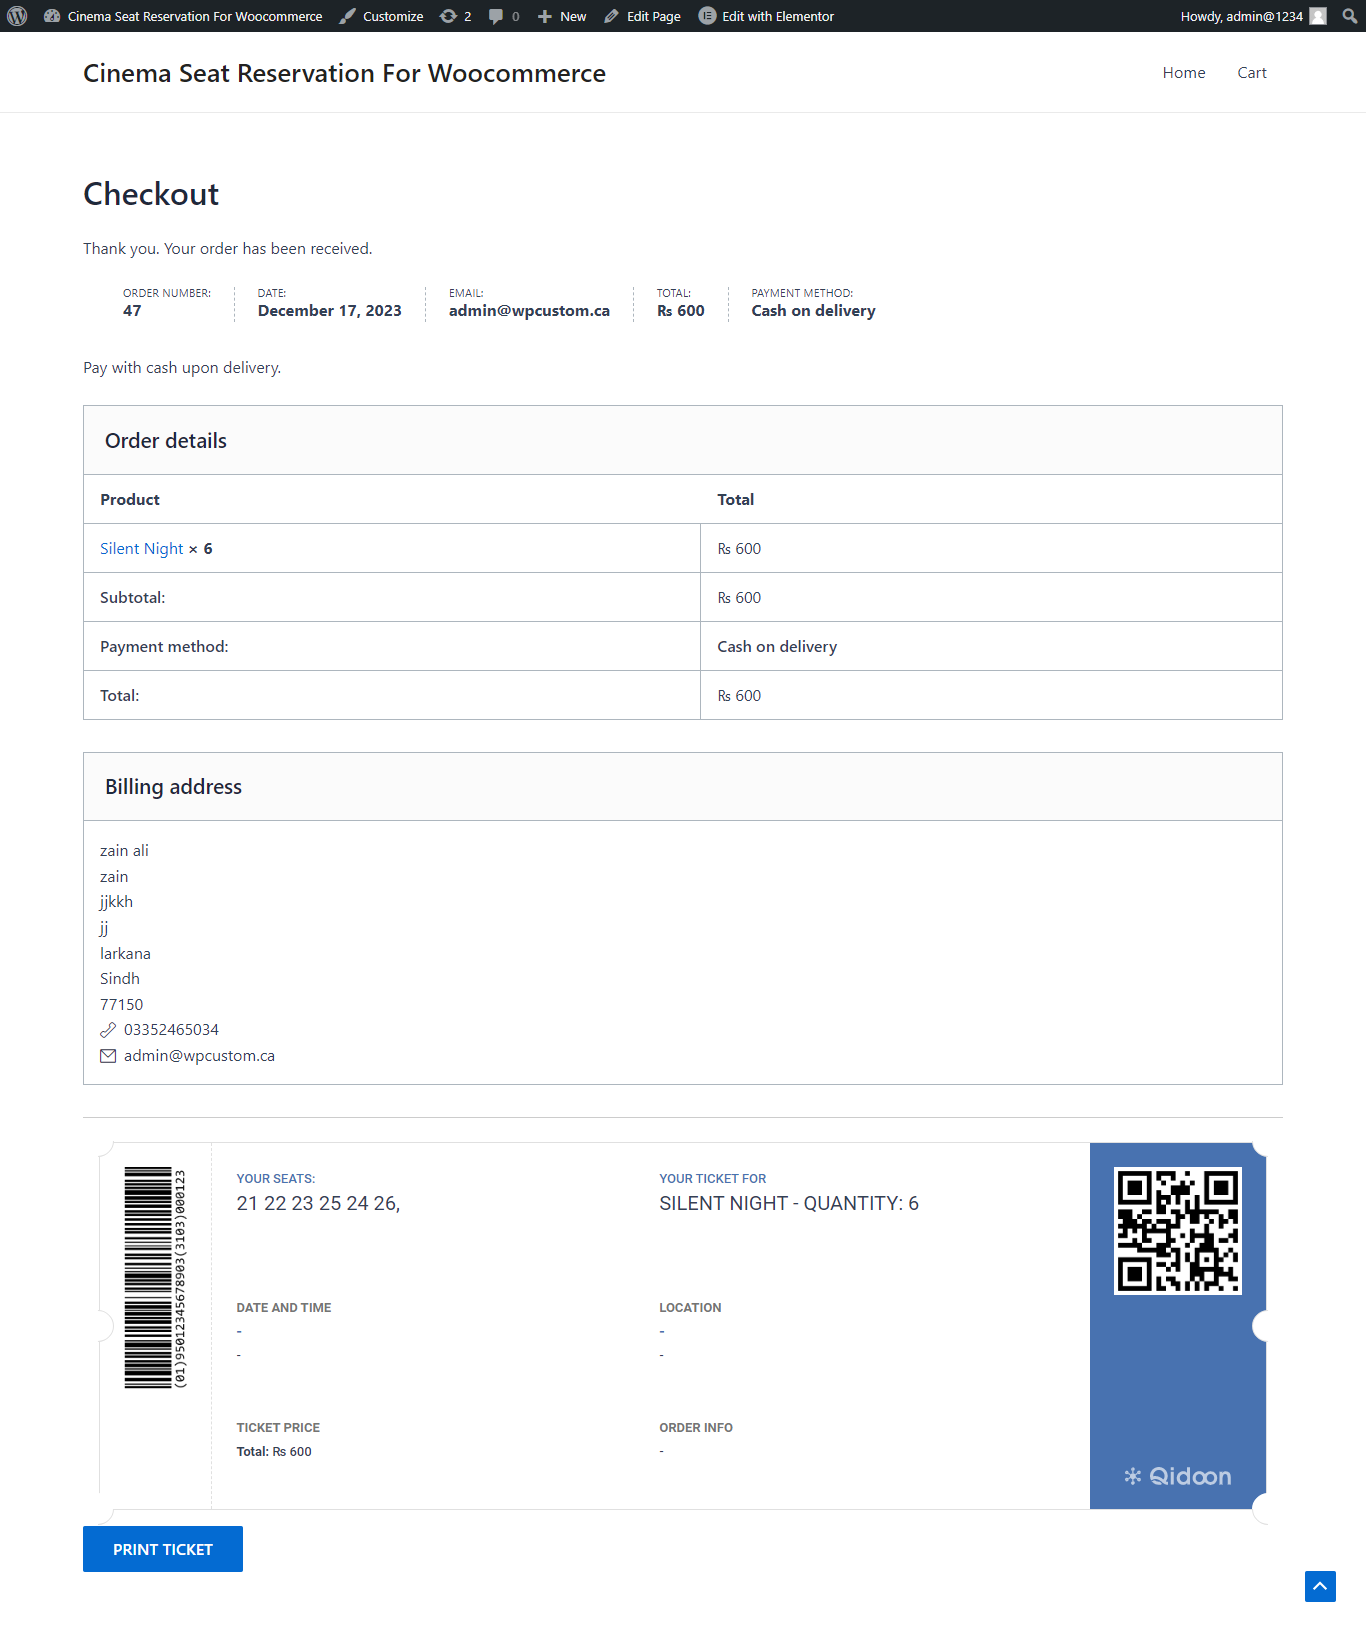 Cinema Seat Reservation For Woocommerce Customize 2 0 New Edit Page Edit with Elementor Howdy, admin@1234
Cinema Seat Reservation For Woocommerce Home Cart
Checkout
Thank you. Your order has been received.
ORDER NUMBER: DATE: EMAIL: TOTAL: PAYMENT METHOD:
47 December 17, 2023 admin@wpcustom.ca ₨ 600 Cash on delivery
Pay with cash upon delivery.
Order details
Product Total
Silent Night × 6 ₨ 600
Subtotal: ₨ 600
Payment method: Cash on delivery
Total: ₨ 600
Billing address
zain ali
zain
jjkkh
jj
larkana
Sindh
77150
03352465034
admin@wpcustom.ca
(01)95012345678903(3103)000123
YOUR SEATS: YOUR TICKET FOR
21 22 23 25 24 26, SILENT NIGHT - QUANTITY: 6
DATE AND TIME LOCATION
- -
- -
TICKET PRICE ORDER INFO
Total: ₨ 600 -
Qidoon
PRINT TICKET